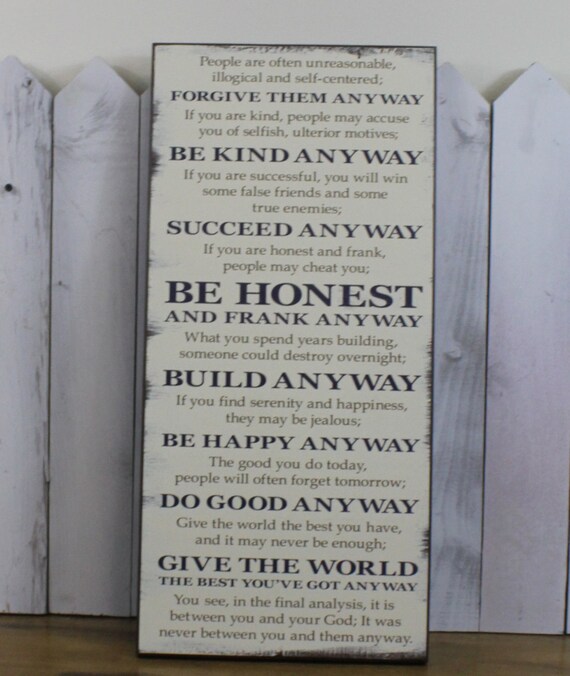 People are often unreasonable,
illogical and self-centered;
FORGIVE THEM ANYWAY
If you are kind, people may accuse
you of selfish, ulterior motives;
BE KIND ANYWAY
If you are successful, you will win
some false friends and some
true enemies;
SUCCEED ANYWAY
If you are honest and frank,
people may cheat you;
BE HONEST
AND FRANK ANYWAY
What you spend years building,
someone could destroy overnight;
BUILD ANYWAY
If you find serenity and happiness,
they may be jealous;
BE HAPPY ANYWAY
The good you do today,
people will often forget tomorrow;
DO GOOD ANYWAY
Give the world the best you have,
and it may never be enough;
GIVE THE WORLD
THE BEST YOU'VE GOT ANYWAY
You see, in the final analysis, it is
between you and your God; It was
never between you and them anyway.